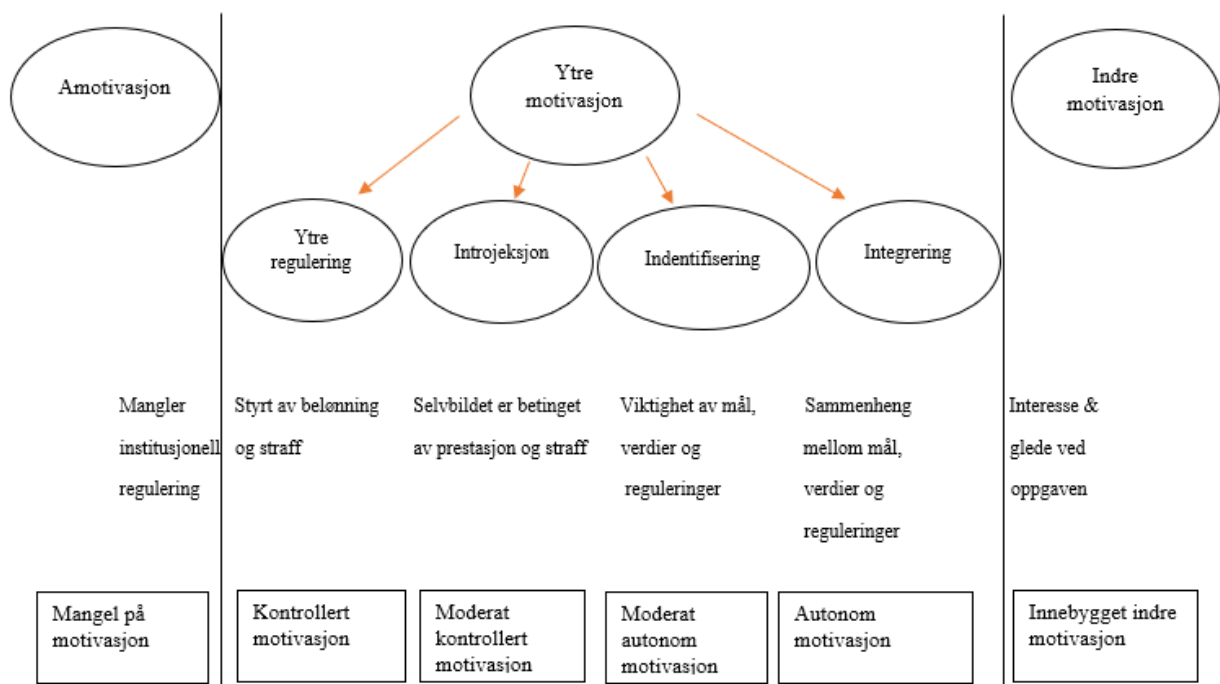 Amotivasjon
Ytre
motivasjon
Indre
motivasjon
Ytre
regulering
Introjeksjon
Indentifisering
Integrering
Mangler
institusjonell
regulering
Styrt av belønning
og straff
Selvbildet er betinget
av prestasjon og straff
Viktighet av mål,
verdier og
reguleringer
Sammenheng
mellom mål,
verdier og
reguleringer
Interesse &
glede ved
oppgaven
Mangel på
motivasjon
Kontrollert
motivasjon
Moderat
kontrollert
motivasjon
Moderat
autonom
motivasjon
Autonom
motivasjon
Innebygget indre
motivasjon